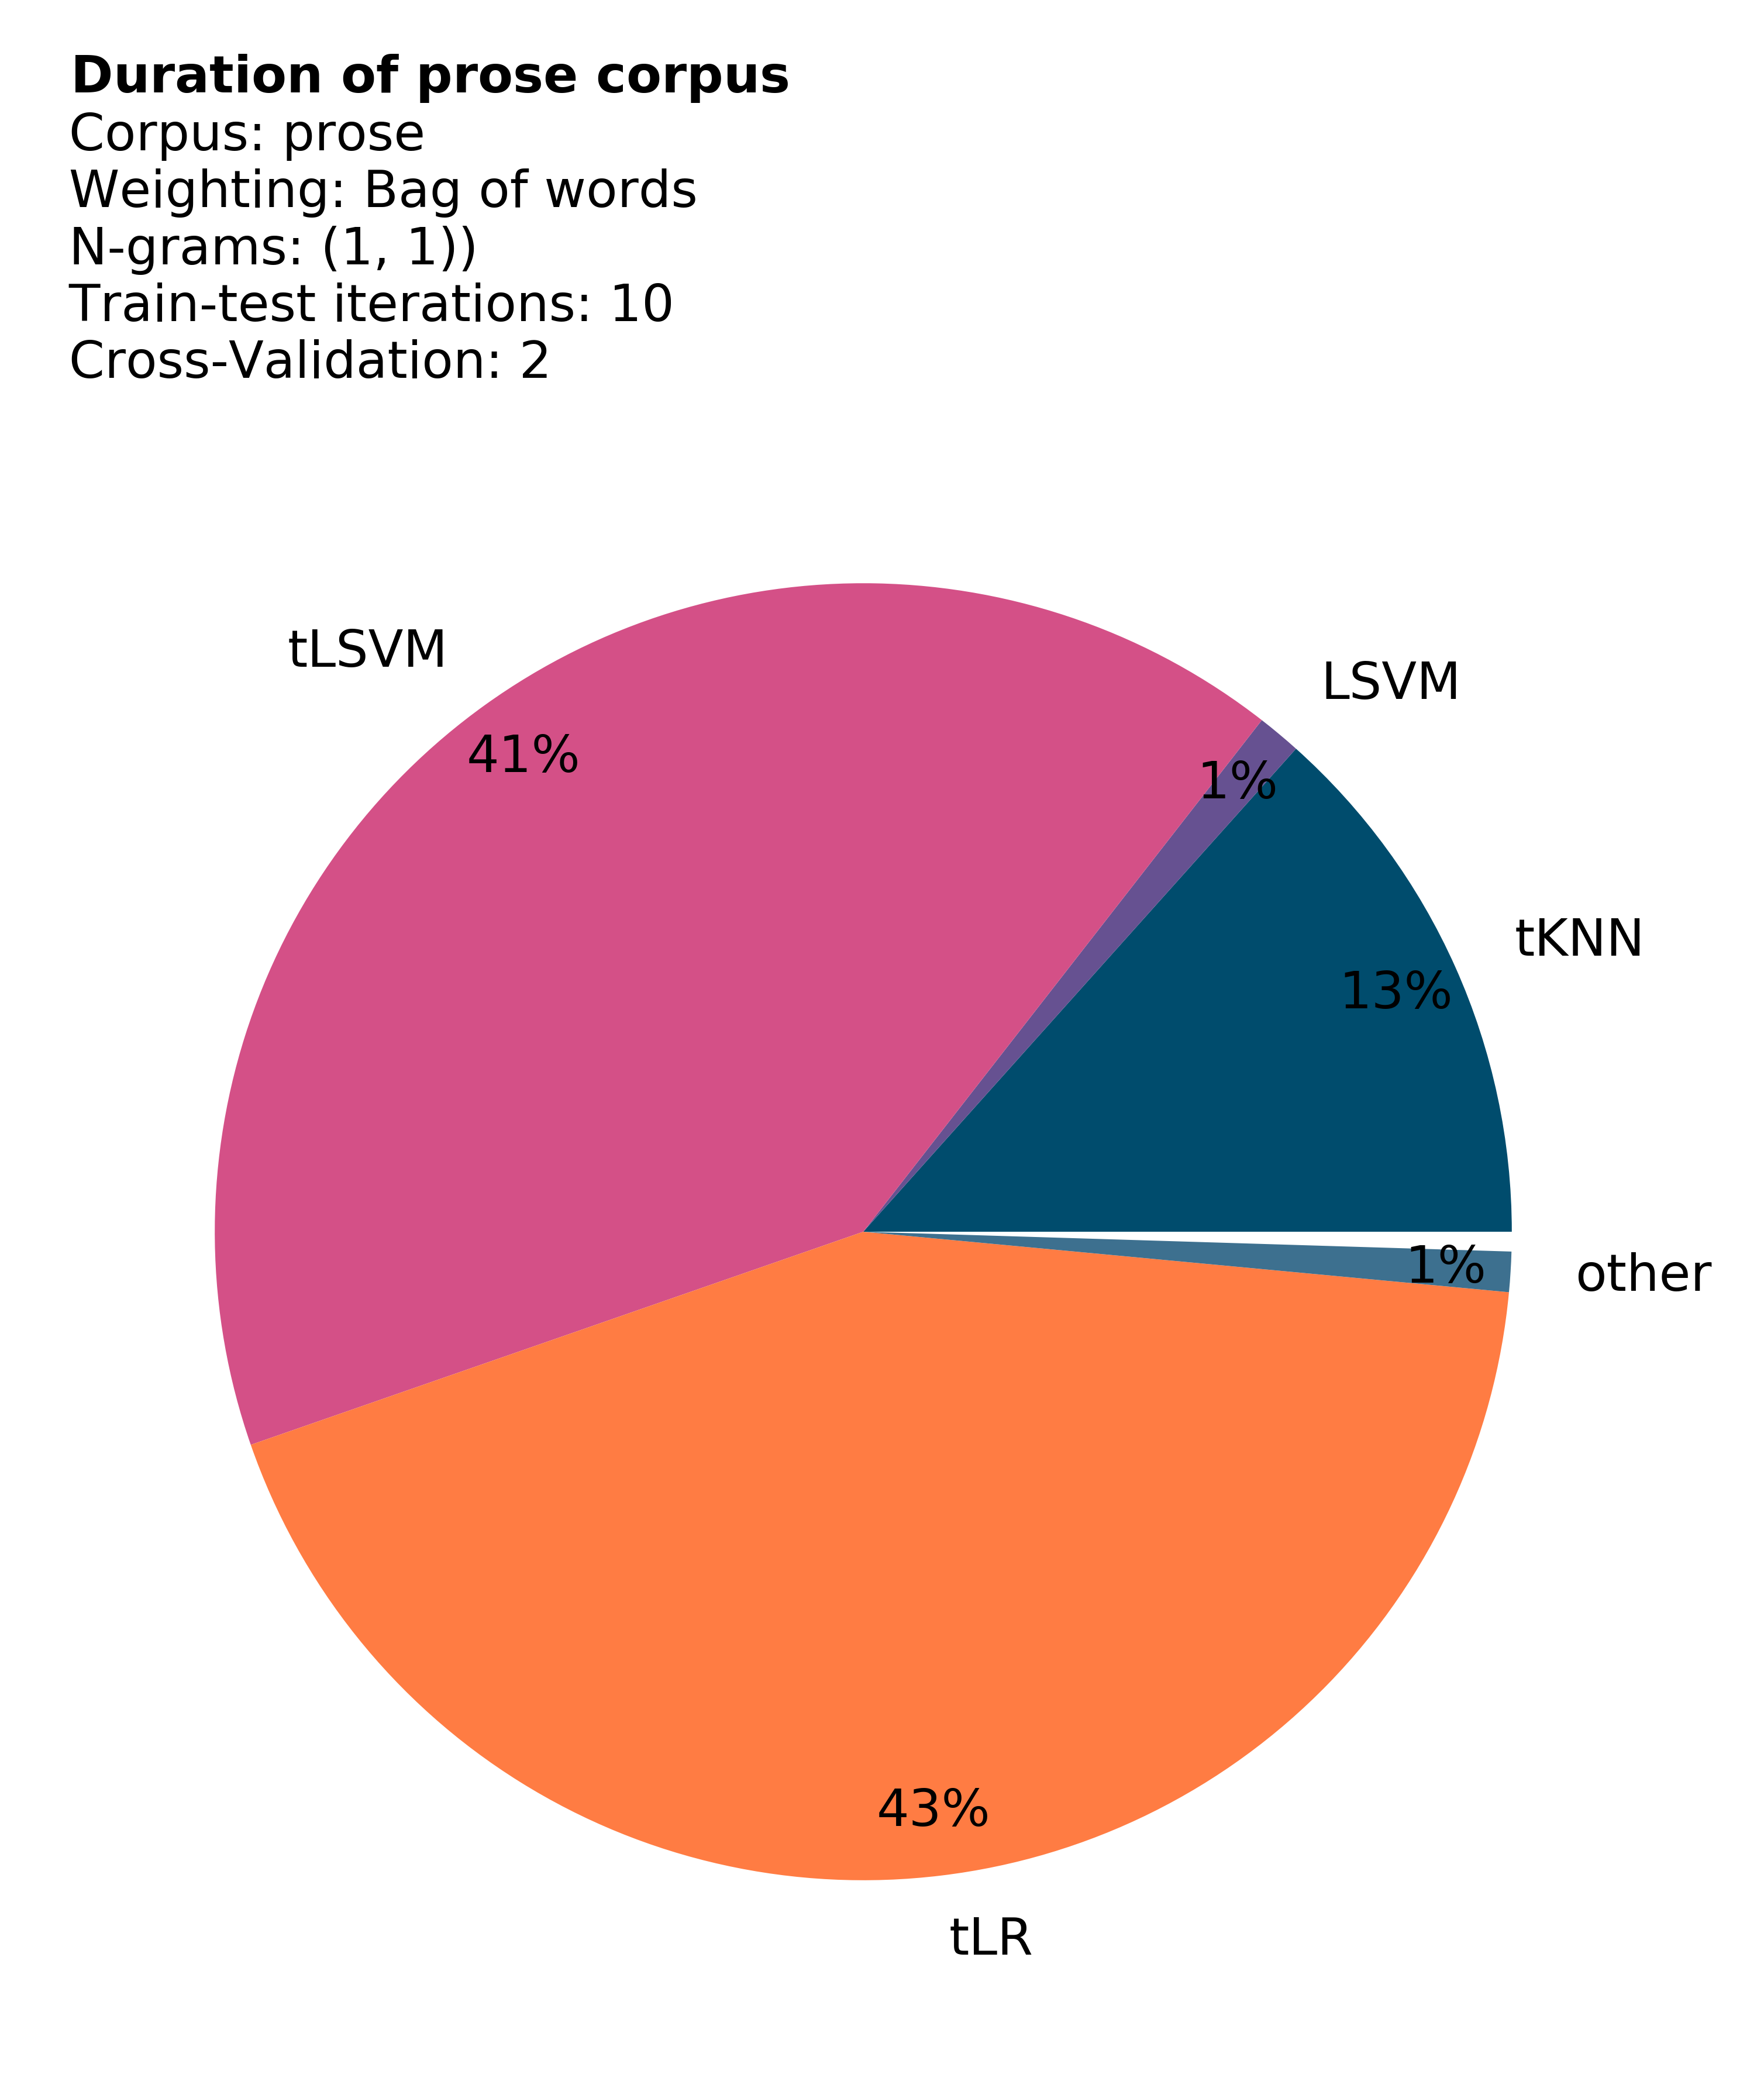 Duration of prose corpus
Corpus: prose
Weighting: Bag of words
N-grams: (1, 1))
Train-test iterations: 10
Cross-Validation: 2
tLSVM
LSVM
41%
1%
tKNN
13%
1%
other
43%
tLR